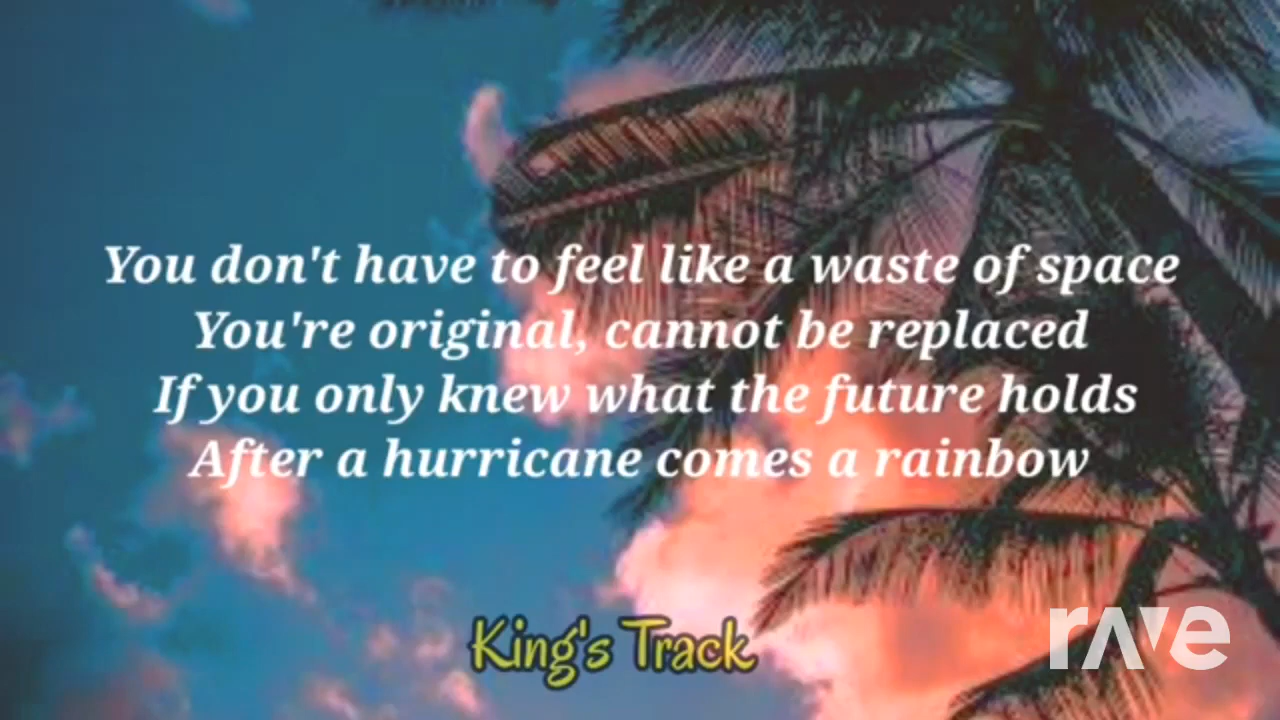 You don't have to feel like a waste of space
You're original, cannot be replaced
If you only knew what the future holds
After a hurricane comes a rainbow
King's Track
rave